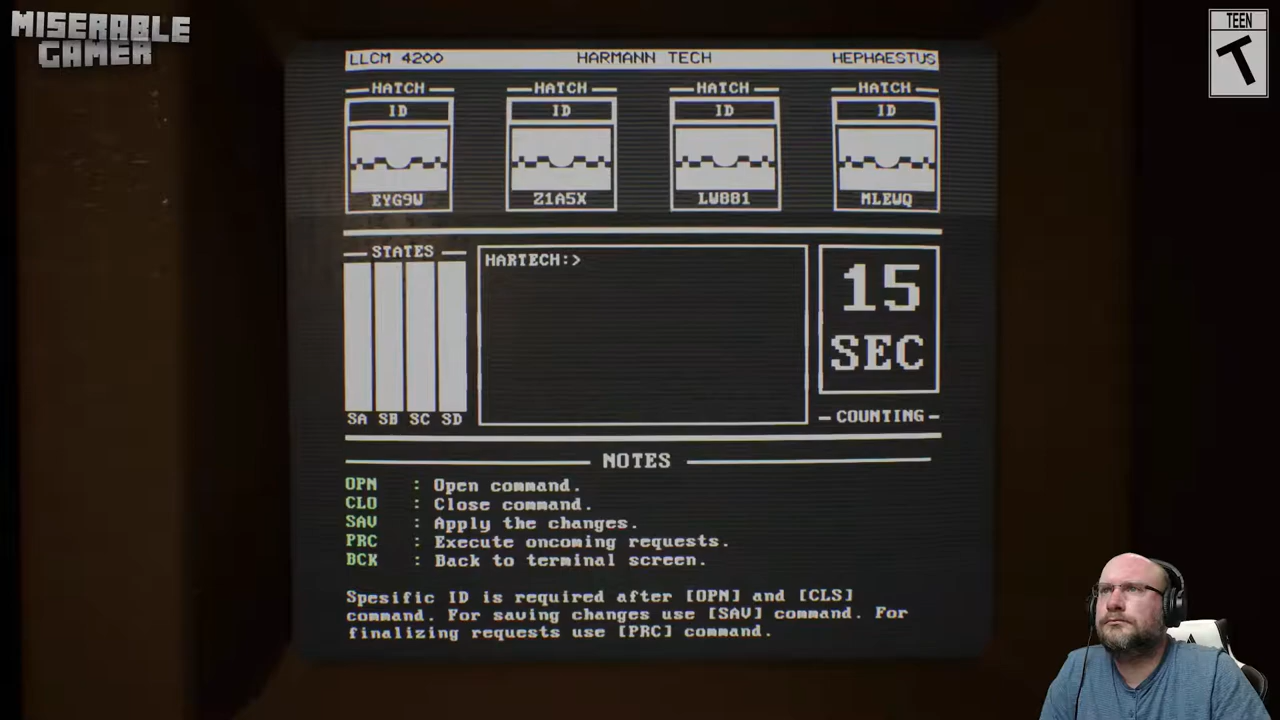 MISERABLE
GAMER
TEEN
T
LLCM 4200 HARMANN TECH HEPHAESTUS
HATCH HATCH HATCH HATCH
ID ID ID ID
EYG9W Z1A5X LW881 MLEWQ
STATES
HARTECH:>
15
SEC
SA SB SC SD
- COUNTING -
NOTES
OPN : Open command.
CLO : Close command.
SAV : Apply the changes.
PRC : Execute oncoming requests.
BCK : Back to terminal screen.
Spesific ID is required after [OPN] and [CLS]
command. For saving changes use [SAV] command. For
finalizing requests use [PRC] command.